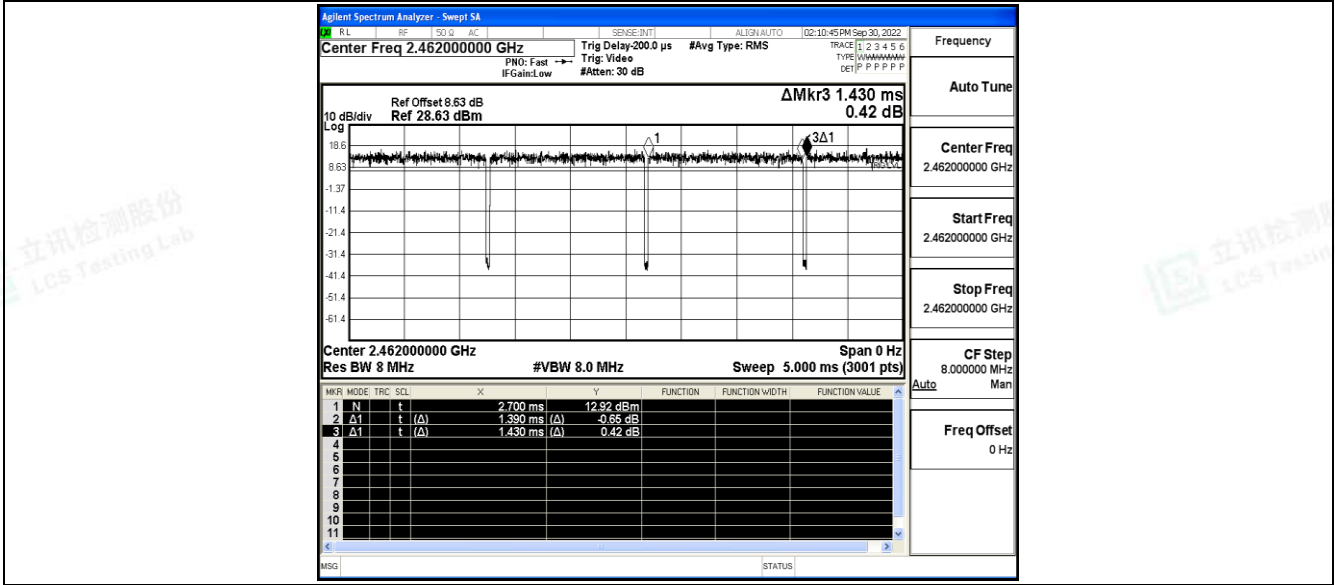 Agilent Spectrum Analyzer - Swept SA
RL RF 50 Ω AC SENSE:INT ALIGN AUTO 02:10:45 PM Sep 30, 2022
Center Freq 2.462000000 GHz
PNO: Fast
IFGain:Low
Trig Delay-200.0 µs
Trig: Video
#Atten: 30 dB
#Avg Type: RMS
TRACE 1 2 3 4 5 6
TYPE WWWWWW
DET P P P P P P
Frequency
Auto Tune
Center Freq
2.462000000 GHz
Start Freq
2.462000000 GHz
Stop Freq
2.462000000 GHz
CF Step
8.000000 MHz
Auto Man
Freq Offset
0 Hz
ΔMkr3 1.430 ms
0.42 dB
Ref Offset 8.63 dB
10 dB/div Ref 28.63 dBm
Log
18.6
8.63
-1.37
-11.4
-21.4
-31.4
-41.4
-51.4
-61.4
1
3Δ1
TRIG LVL
Center 2.462000000 GHz Span 0 Hz
Res BW 8 MHz #VBW 8.0 MHz Sweep 5.000 ms (3001 pts)
MKR MODE TRC SCL X Y FUNCTION FUNCTION WIDTH FUNCTION VALUE
1 N t 2.700 ms 12.92 dBm
2 Δ1 t (Δ) 1.390 ms (Δ) -0.65 dB
3 Δ1 t (Δ) 1.430 ms (Δ) 0.42 dB
4
5
6
7
8
9
10
11
MSG STATUS
立讯检测股份
LCS Testing Lab
立讯检测